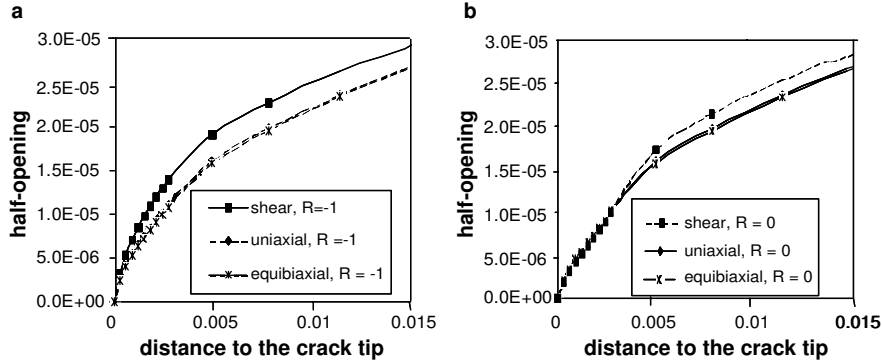 a
half-opening
3.0E-05
2.5E-05
2.0E-05
1.5E-05
1.0E-05
5.0E-06
0.0E+00
shear, R=-1
uniaxial, R =-1
equibiaxial, R = -1
0
0.005
0.01
0.015
distance to the crack tip
b
half-opening
3.0E-05
2.5E-05
2.0E-05
1.5E-05
1.0E-05
5.0E-06
0.0E+00
shear, R = 0
uniaxial, R = 0
equibiaxial, R = 0
0
0.005
0.01
0.015
distance to the crack tip